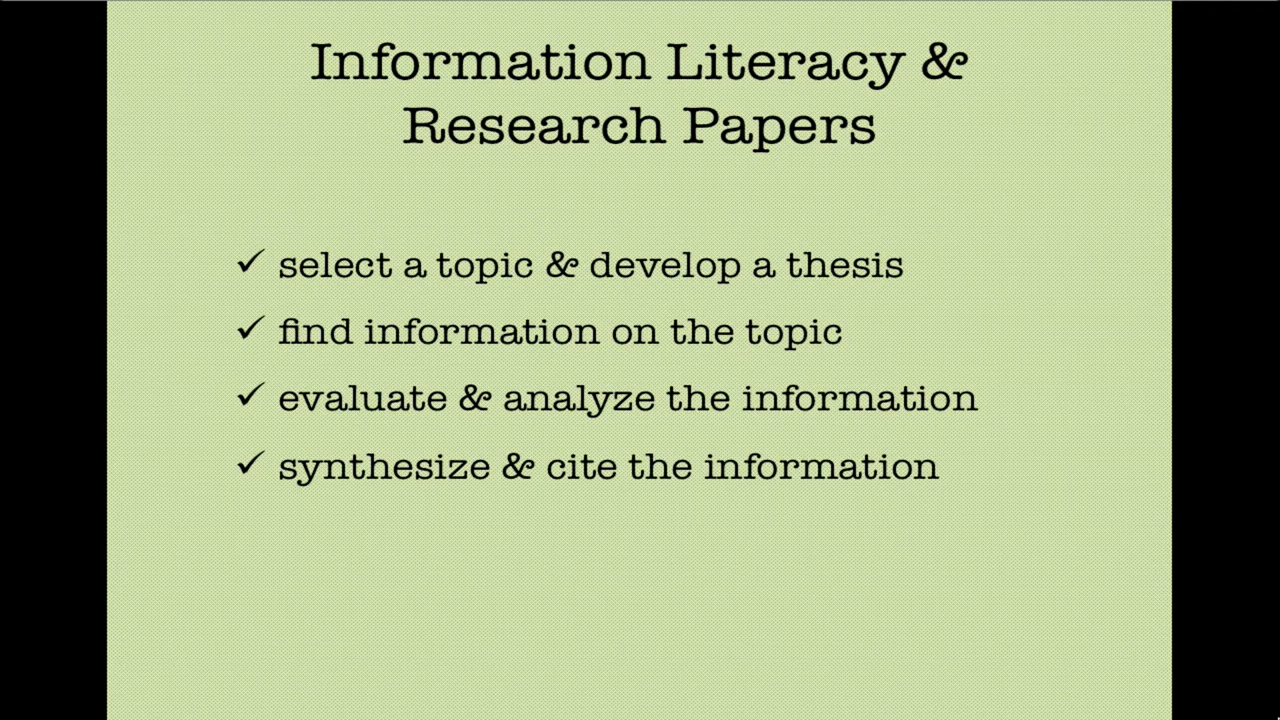 Information Literacy &
Research Papers
✓ select a topic & develop a thesis
✓ find information on the topic
✓ evaluate & analyze the information
✓ synthesize & cite the information